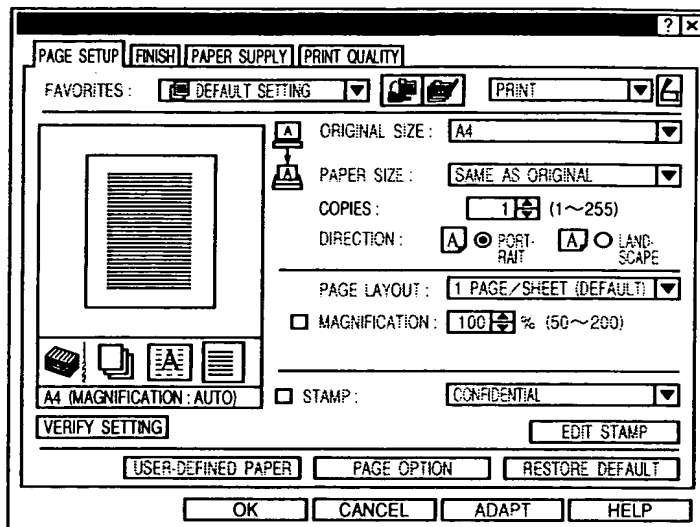 ? ×
PAGE SETUP FINISH PAPER SUPPLY PRINT QUALITY
FAVORITES : DEFAULT SETTING PRINT
A ORIGINAL SIZE : A4
A PAPER SIZE : SAME AS ORIGINAL
COPIES : 1 (1~255)
DIRECTION : A PORT- A LAND-
RAIT SCAPE
PAGE LAYOUT : 1 PAGE/SHEET (DEFAULT)
MAGNIFICATION : 100 % (50~200)
A
A4 (MAGNIFICATION : AUTO) STAMP : CONFIDENTIAL
VERIFY SETTING EDIT STAMP
USER-DEFINED PAPER PAGE OPTION RESTORE DEFAULT
OK CANCEL ADAPT HELP